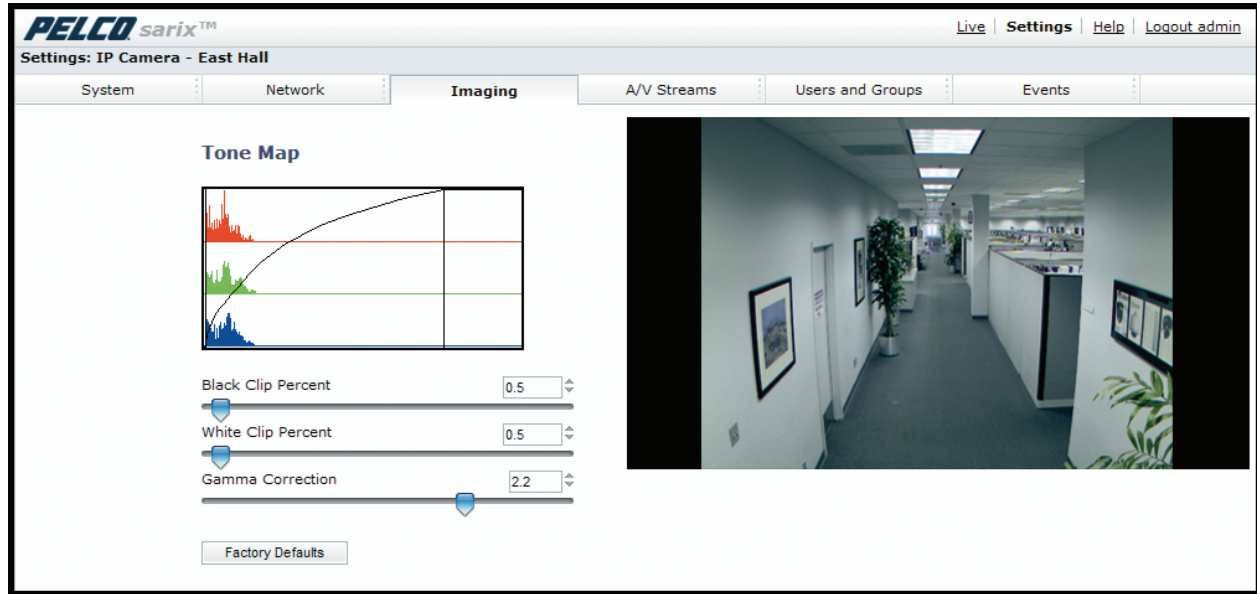 PELCO sarix™
Live | Settings | Help | Logout admin
Settings: IP Camera - East Hall
System Network Imaging A/V Streams Users and Groups Events
Tone Map
Black Clip Percent 0.5
White Clip Percent 0.5
Gamma Correction 2.2
Factory Defaults